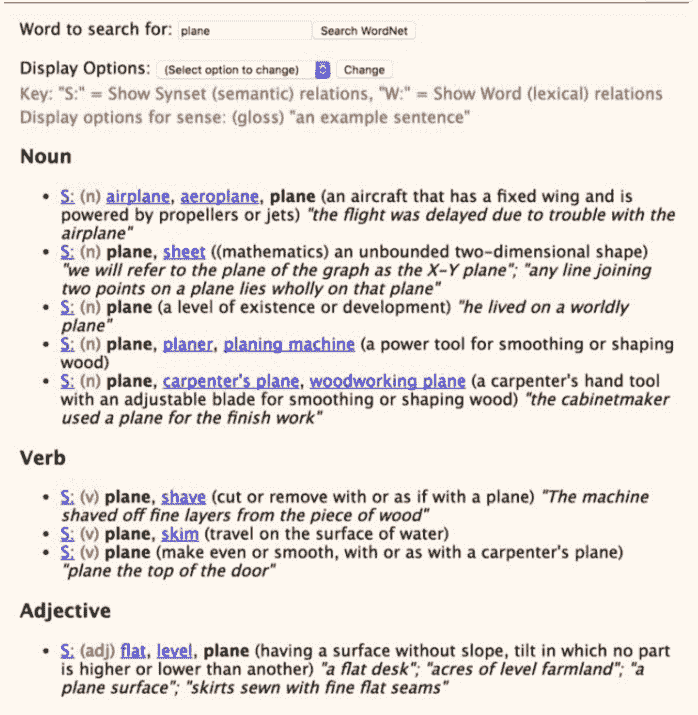 Word to search for: plane Search WordNet
Display Options: (Select option to change) Change
Key: "S:" = Show Synset (semantic) relations, "W:" = Show Word (lexical) relations
Display options for sense: (gloss) "an example sentence"
Noun
• S: (n) airplane, aeroplane, plane (an aircraft that has a fixed wing and is
powered by propellers or jets) "the flight was delayed due to trouble with the
airplane"
• S: (n) plane, sheet ((mathematics) an unbounded two-dimensional shape)
"we will refer to the plane of the graph as the X-Y plane"; "any line joining
two points on a plane lies wholly on that plane"
• S: (n) plane (a level of existence or development) "he lived on a worldly
plane"
• S: (n) plane, planer, planing machine (a power tool for smoothing or shaping
wood)
• S: (n) plane, carpenter's plane, woodworking plane (a carpenter's hand tool
with an adjustable blade for smoothing or shaping wood) "the cabinetmaker
used a plane for the finish work"
Verb
• S: (v) plane, shave (cut or remove with or as if with a plane) "The machine
shaved off fine layers from the piece of wood"
• S: (v) plane, skim (travel on the surface of water)
• S: (v) plane (make even or smooth, with or as with a carpenter's plane)
"plane the top of the door"
Adjective
• S: (adj) flat, level, plane (having a surface without slope, tilt in which no part
is higher or lower than another) "a flat desk"; "acres of level farmland"; "a
plane surface"; "skirts sewn with fine flat seams"